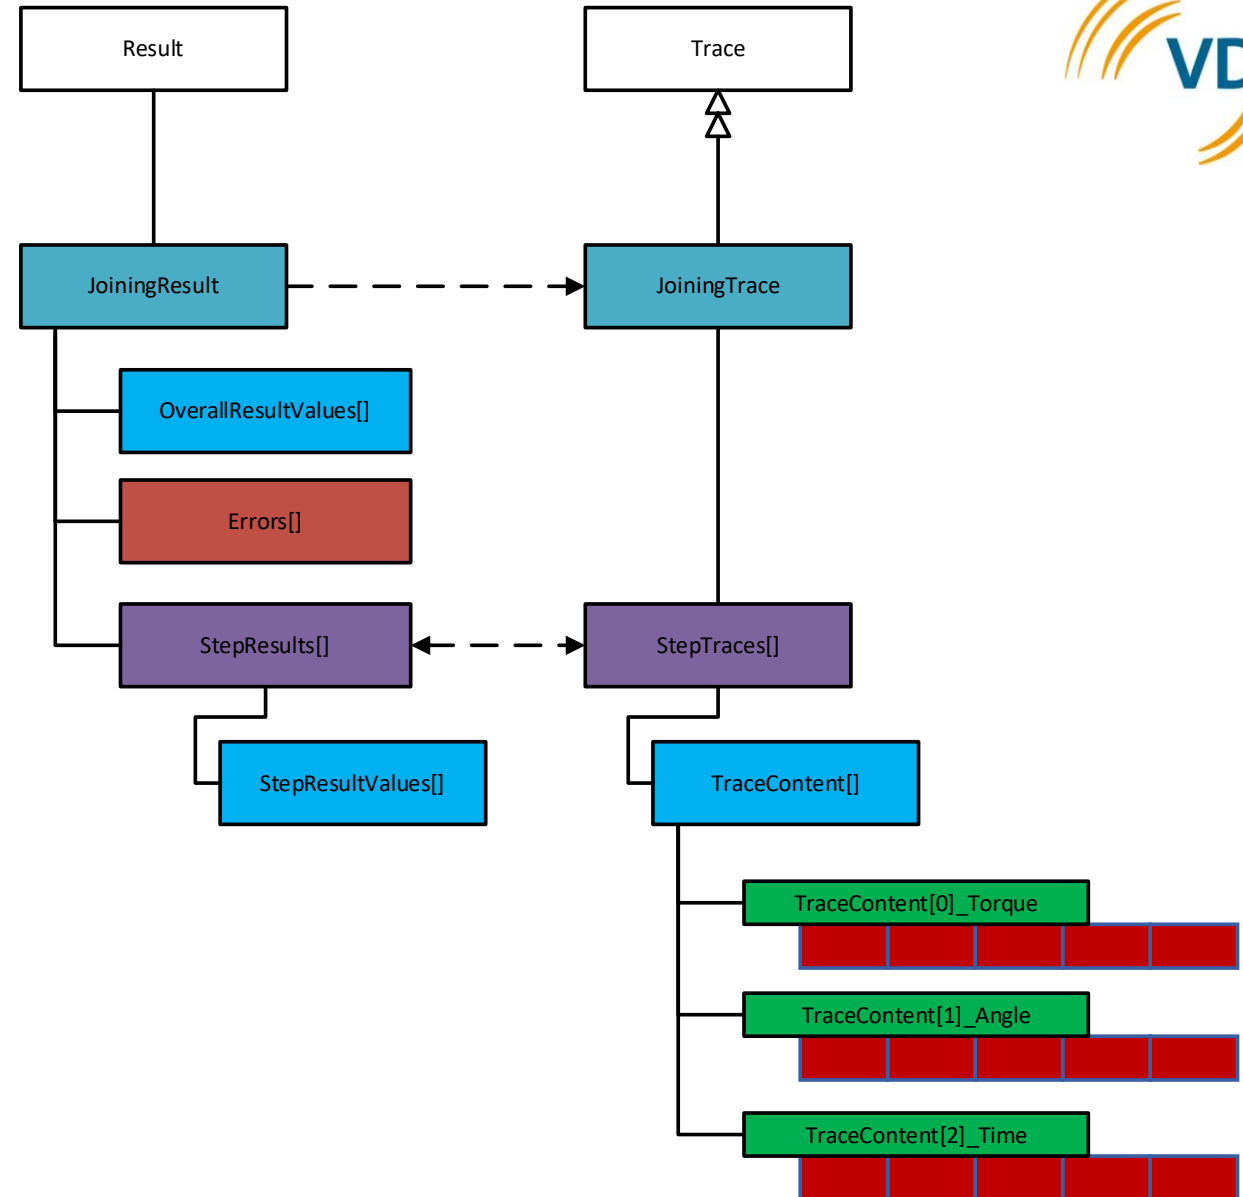 Result
Trace
VD
JoiningResult
JoiningTrace
OverallResultValues[]
Errors[]
StepResults[]
StepTraces[]
StepResultValues[]
TraceContent[]
TraceContent[0]_Torque
TraceContent[1]_Angle
TraceContent[2]_Time